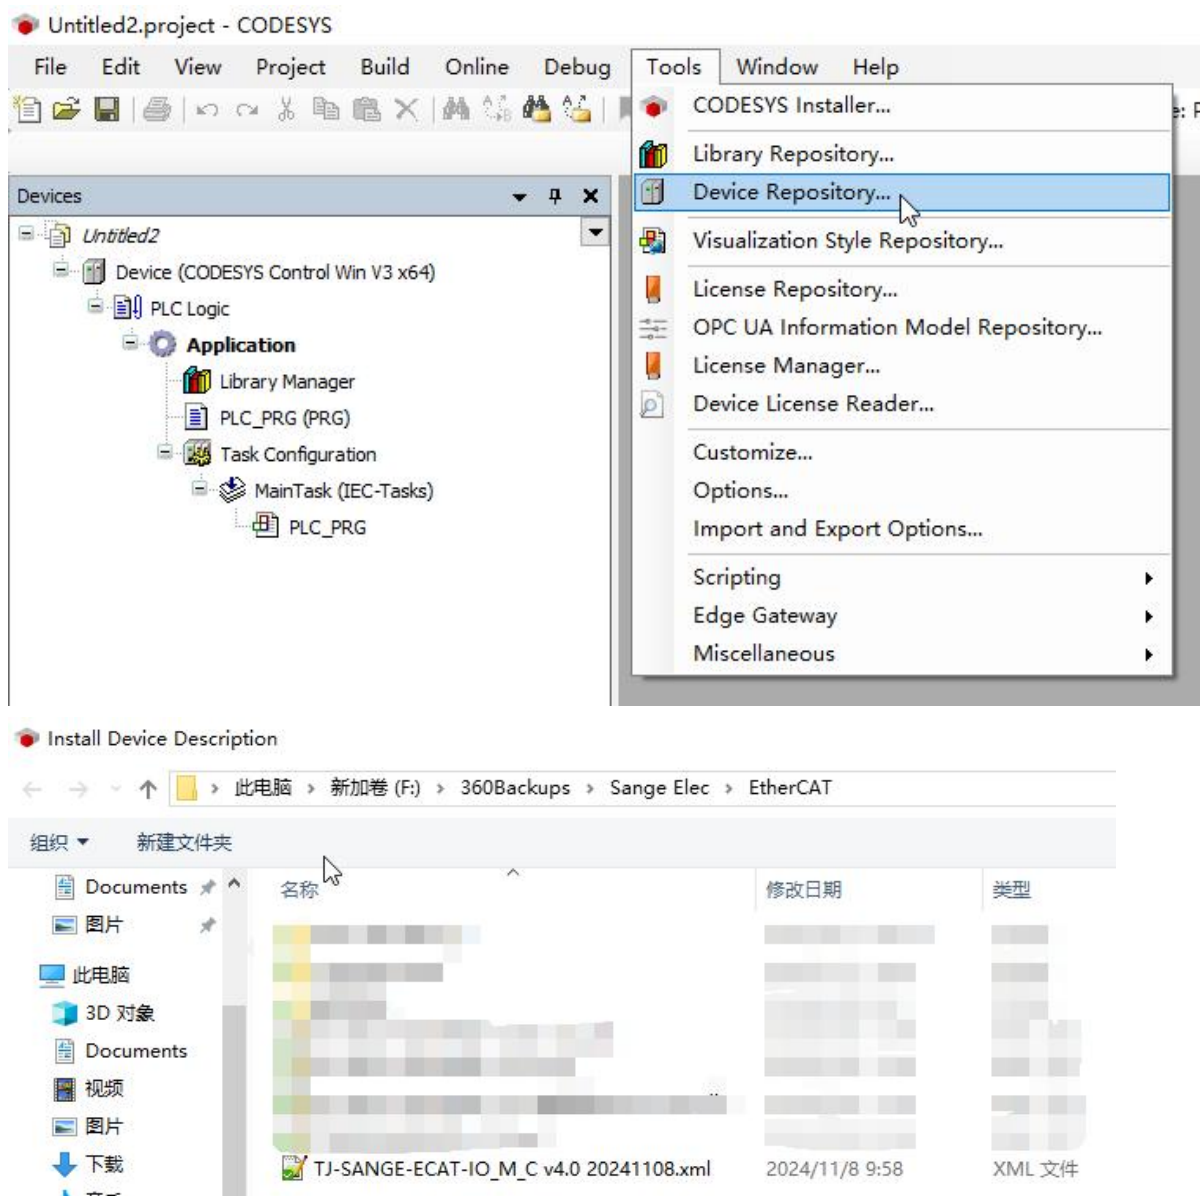 Untitled2.project - CODESYS
File Edit View Project Build Online Debug Tools Window Help
CODESYS Installer...
Library Repository...
Device Repository...
Visualization Style Repository...
License Repository...
OPC UA Information Model Repository...
License Manager...
Device License Reader...
Customize...
Options...
Import and Export Options...
Scripting
Edge Gateway
Miscellaneous
Devices
Untitled2
Device (CODESYS Control Win V3 x64)
PLC Logic
Application
Library Manager
PLC_PRG (PRG)
Task Configuration
MainTask (IEC-Tasks)
PLC_PRG
Install Device Description
此电脑 › 新加卷 (F:) › 360Backups › Sange Elec › EtherCAT
组织 新建文件夹
Documents
图片
此电脑
3D 对象
Documents
视频
图片
下载
名称 修改日期 类型
TJ-SANGE-ECAT-IO_M_C v4.0 20241108.xml 2024/11/8 9:58 XML 文件